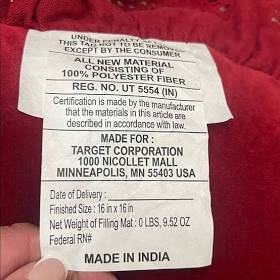 UNDER PENALTY OF
THIS TAG NOT TO BE REMOVED
EXCEPT BY THE CONSUMER
ALL NEW MATERIAL
CONSISTING OF
100% POLYESTER FIBER
REG. NO. UT 5554 (IN)
Certification is made by the manufacturer
that the materials in this article are
described in accordance with law.
MADE FOR :
TARGET CORPORATION
1000 NICOLLET MALL
MINNEAPOLIS, MN 55403 USA
Date of Delivery :
Finished Size : 16 in x 16 in
Net Weight of Filling Mat : 0 LBS, 9.52 OZ
Federal RN#
MADE IN INDIA